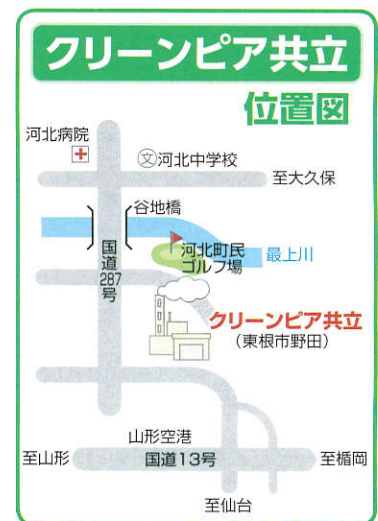 クリーンピア共立
位置図
河北病院
文河北中学校
至大久保
谷地橋
国道287号
河北町民
ゴルフ場
最上川
クリーンピア共立
(東根市野田)
山形空港
至山形
国道13号
至楯岡
至仙台